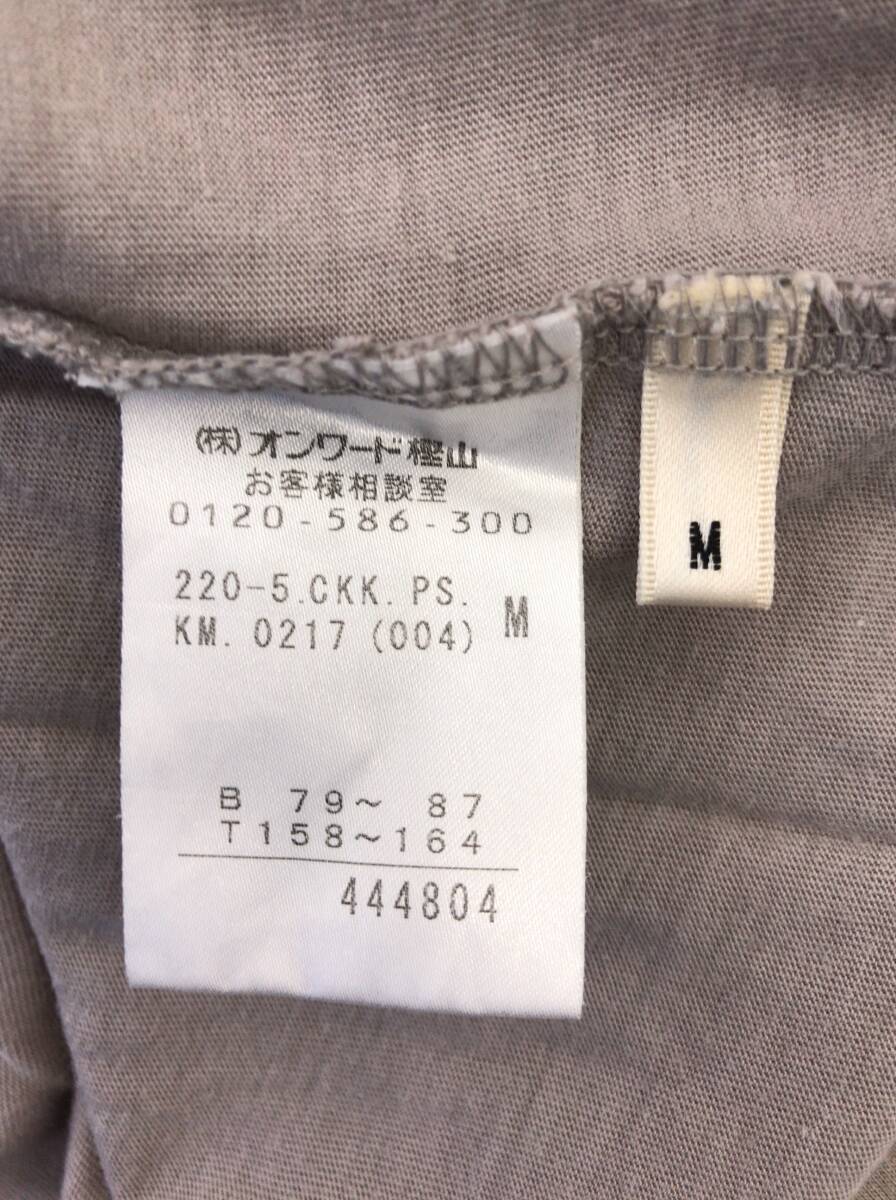 (株)オンワード樫山
お客様相談室
0120-586-300
220-5.CKK.PS.
KM.0217(004) M
B 79～ 87
T158～164
444804
M